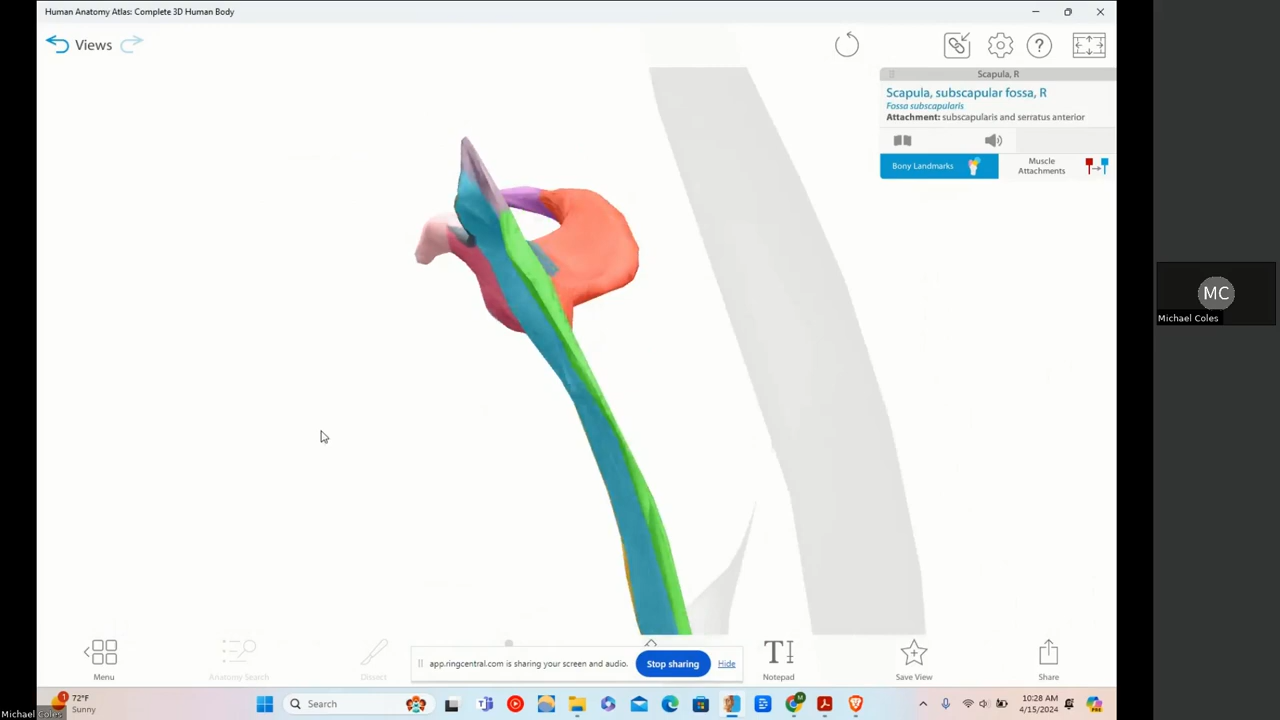 Human Anatomy Atlas: Complete 3D Human Body
Views
Scapula, R
Scapula, subscapular fossa, R
Fossa subscapularis
Attachment: subscapularis and serratus anterior
Bony Landmarks
Muscle
Attachments
MC
Michael Coles
Menu
Anatomy Search
Dissect
app.ringcentral.com is sharing your screen and audio.
Stop sharing
Hide
Notepad
Save View
Share
1
72°F
Sunny
Search
10:28 AM
4/15/2024
Michael Coles